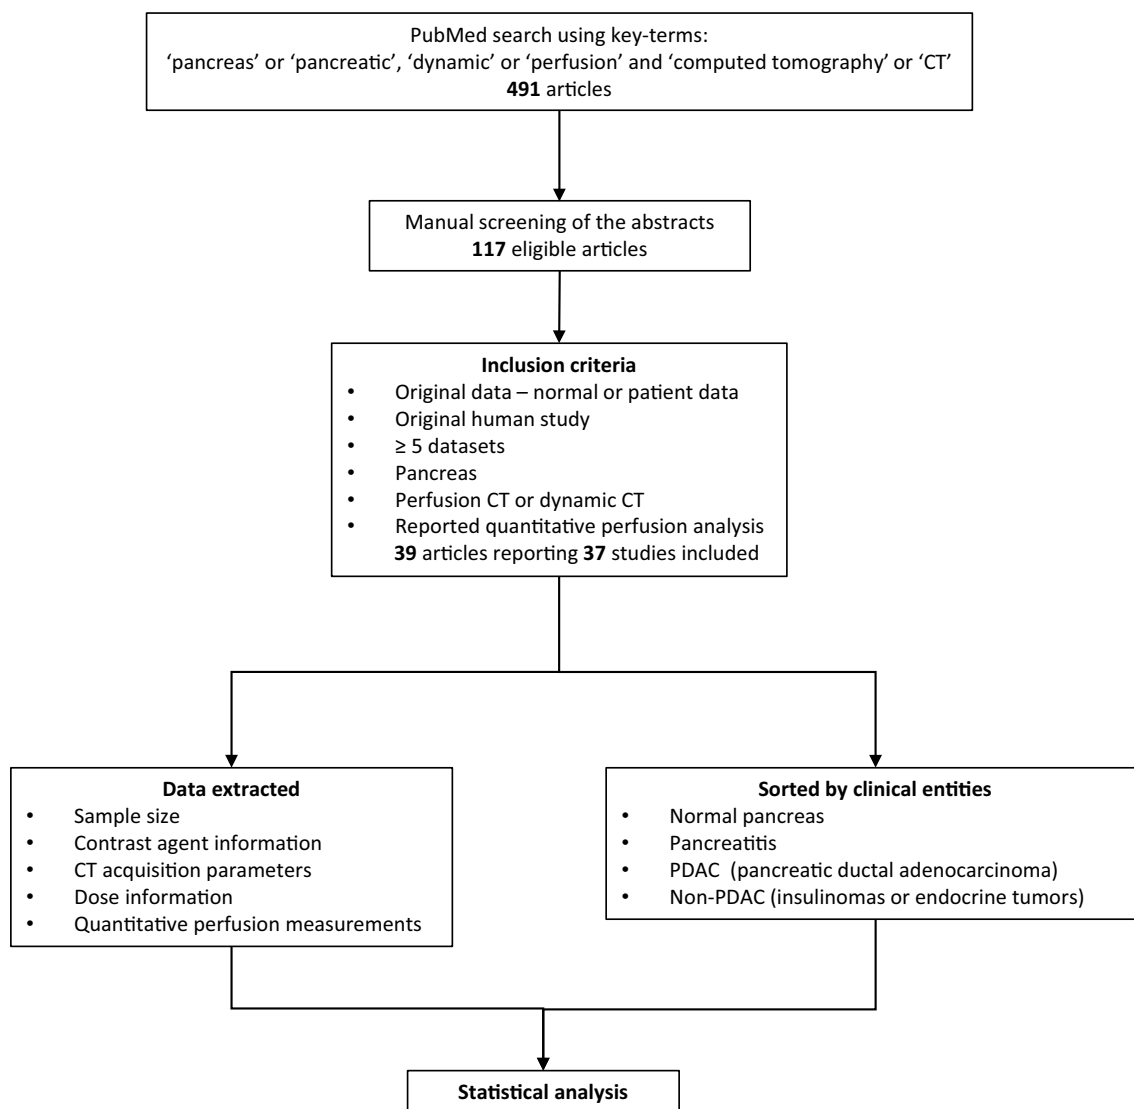 PubMed search using key-terms:
‘pancreas’ or ‘pancreatic’, ‘dynamic’ or ‘perfusion’ and ‘computed tomography’ or ‘CT’
491 articles
Manual screening of the abstracts
117 eligible articles
Inclusion criteria
• Original data – normal or patient data
• Original human study
• ≥ 5 datasets
• Pancreas
• Perfusion CT or dynamic CT
• Reported quantitative perfusion analysis
39 articles reporting 37 studies included
Data extracted
• Sample size
• Contrast agent information
• CT acquisition parameters
• Dose information
• Quantitative perfusion measurements
Sorted by clinical entities
• Normal pancreas
• Pancreatitis
• PDAC (pancreatic ductal adenocarcinoma)
• Non-PDAC (insulinomas or endocrine tumors)
Statistical analysis